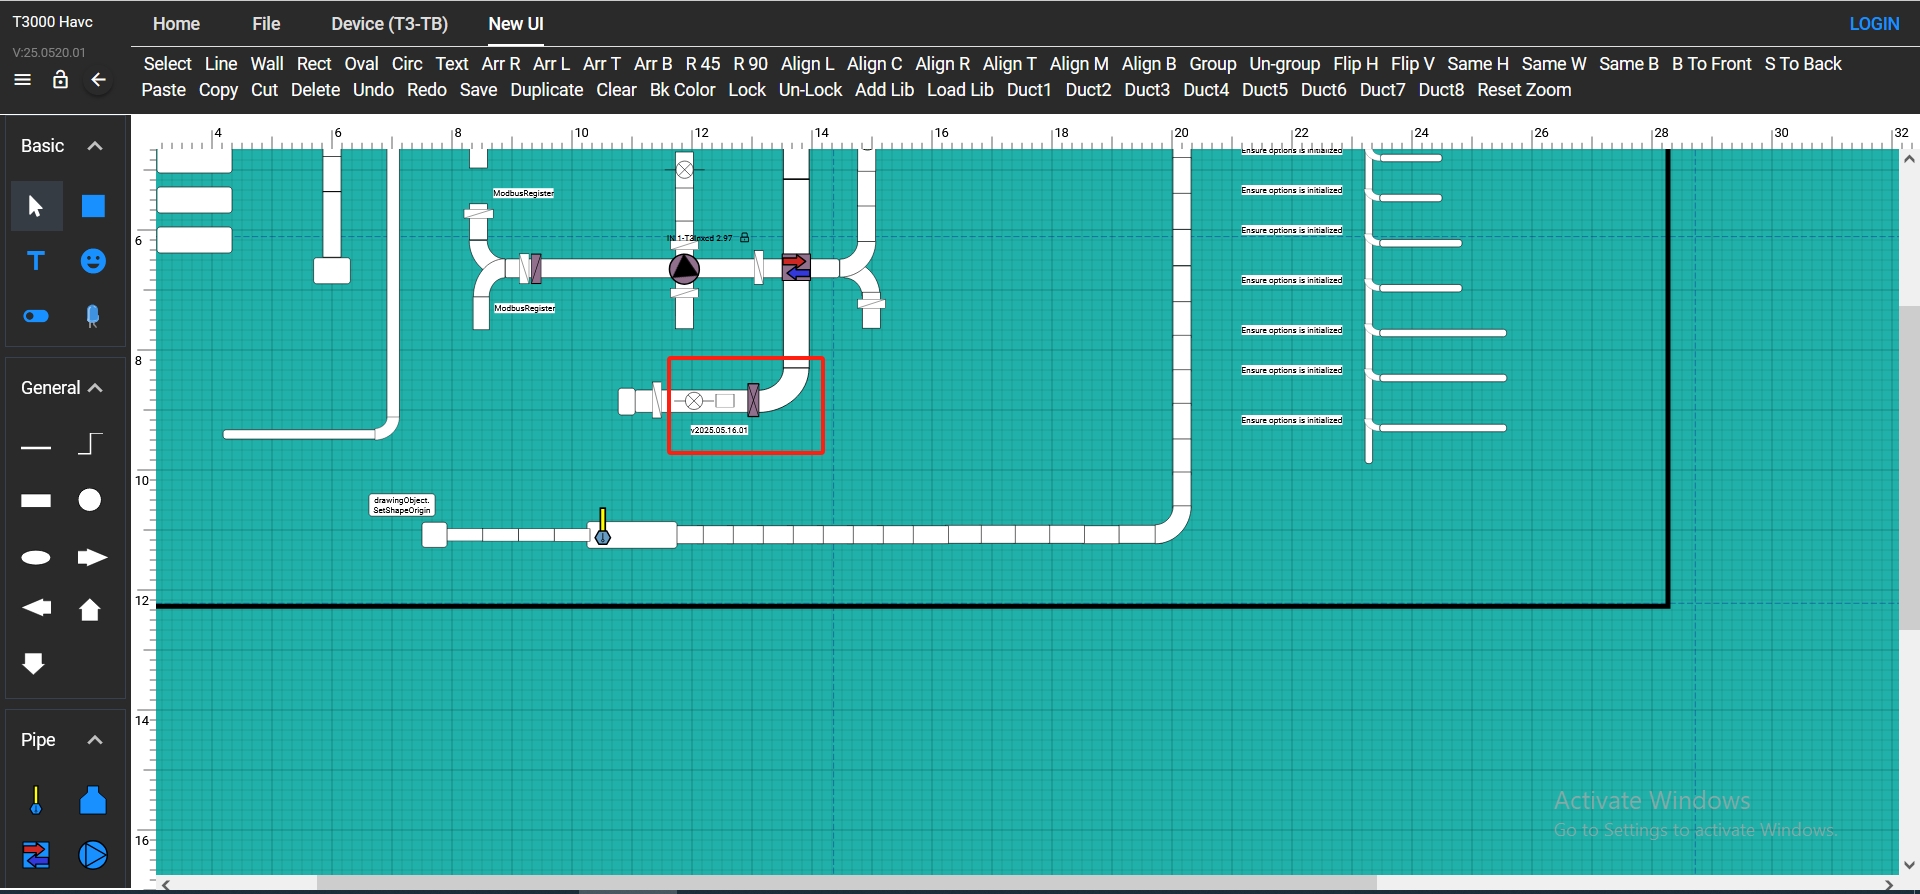 T3000 Havc
Home File Device (T3-TB) New UI
LOGIN
V:25.0520.01
Select Line Wall Rect Oval Circ Text Arr R Arr L Arr T Arr B R 45 R 90 Align L Align C Align R Align T Align M Align B Group Un-group Flip H Flip V Same H Same W Same B B To Front S To Back
Paste Copy Cut Delete Undo Redo Save Duplicate Clear Bk Color Lock Un-Lock Add Lib Load Lib Duct1 Duct2 Duct3 Duct4 Duct5 Duct6 Duct7 Duct8 Reset Zoom
4 6 8 10 12 14 16 18 20 22 24 26 28 30 32
Basic
Ensure options is initialized
ModbusRegister
Ensure options is initialized
Ensure options is initialized
6
2.97
Ensure options is initialized
ModbusRegister
Ensure options is initialized
8
Ensure options is initialized
General
Ensure options is initialized
v2025.05.16.01
10
drawingObject.
SetShapeOrigin
12
14
Pipe
Activate Windows
Go to Settings to activate Windows.
16